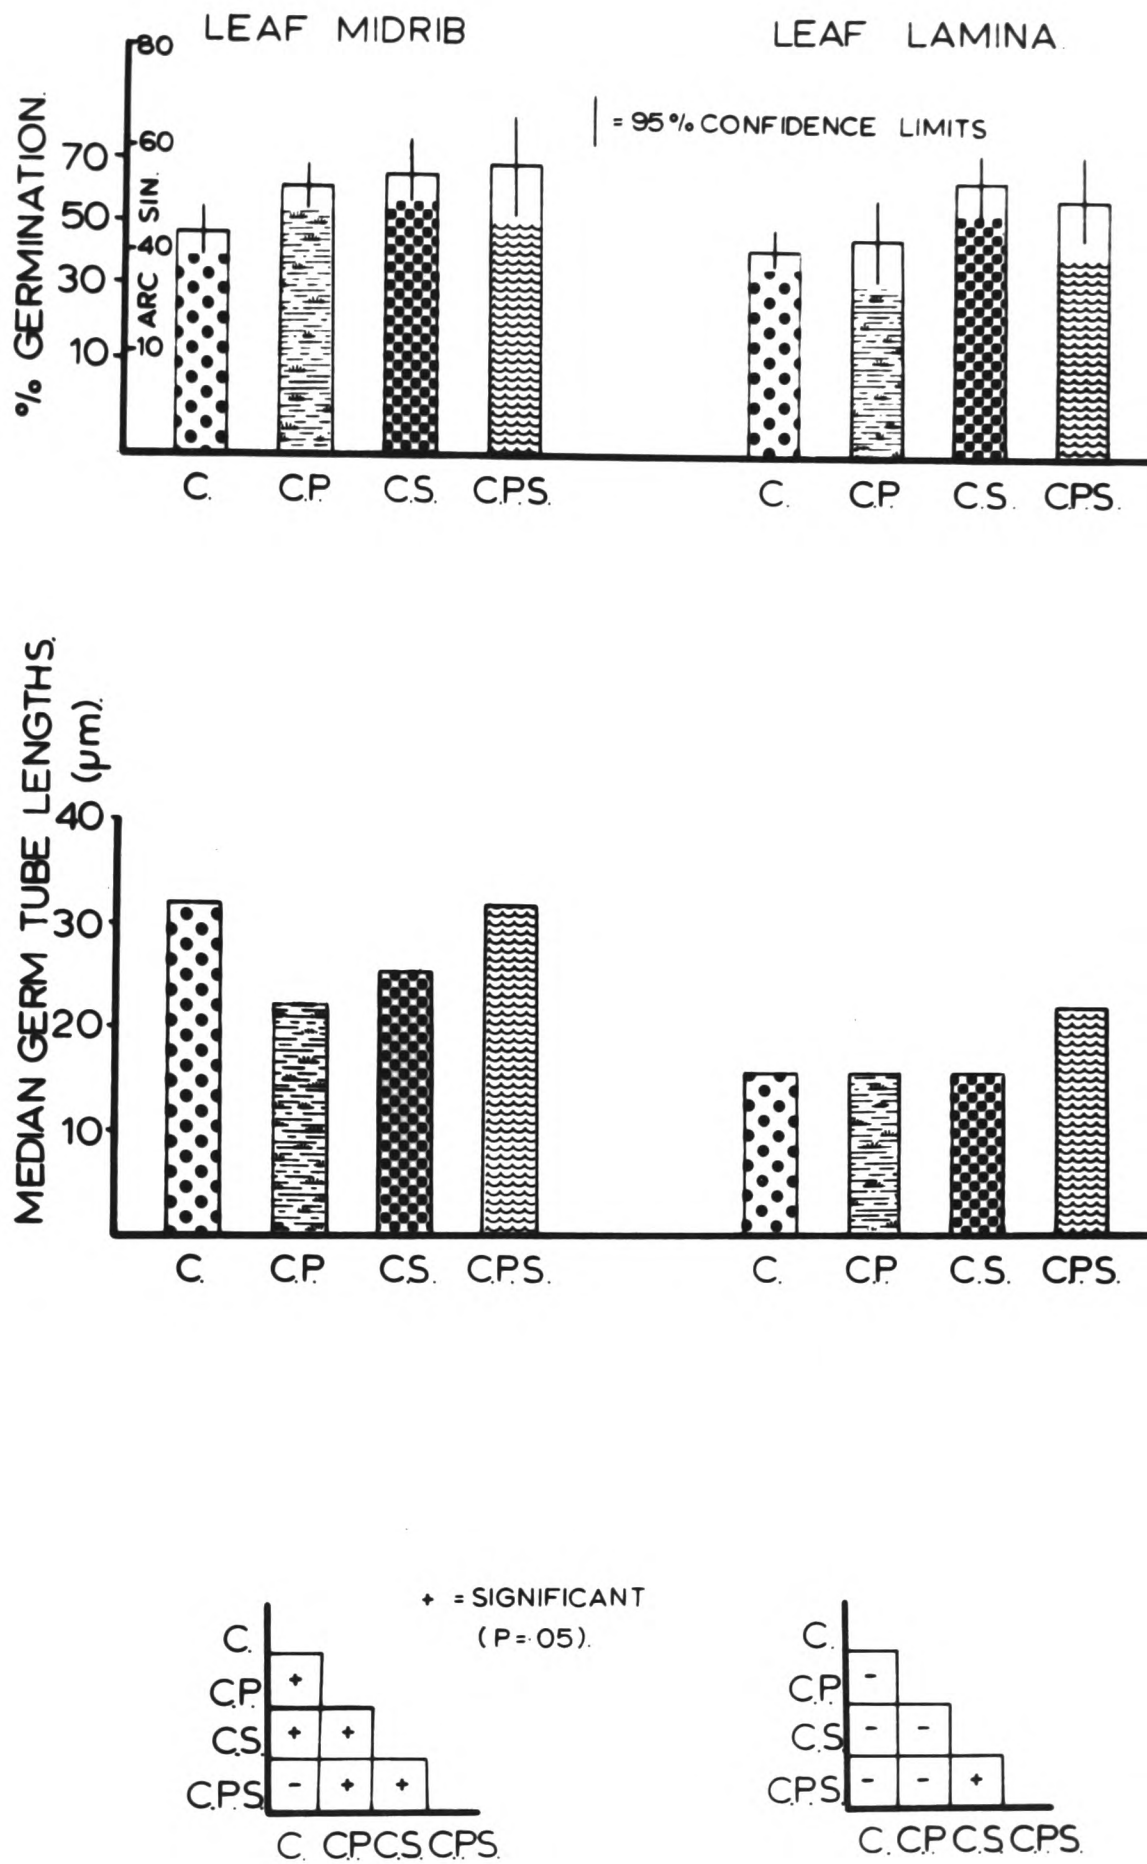 LEAF MIDRIB
LEAF LAMINA.
% GERMINATION.
70
50
30
10
ARC SIN.
80
60
40
10
| = 95% CONFIDENCE LIMITS
C. C.P. C.S. C.P.S.
C. C.P. C.S. C.P.S.
MEDIAN GERM TUBE LENGTHS.
(µm).
40
30
20
10
C. C.P. C.S. C.P.S.
C. C.P. C.S. C.P.S.
+ = SIGNIFICANT
(P=·05).
C.
C.P. +
C.S. + +
C.P.S. - + +
C. C.P. C.S. C.P.S.
C.
C.P. -
C.S. - -
C.P.S. - - +
C. C.P. C.S. C.P.S.